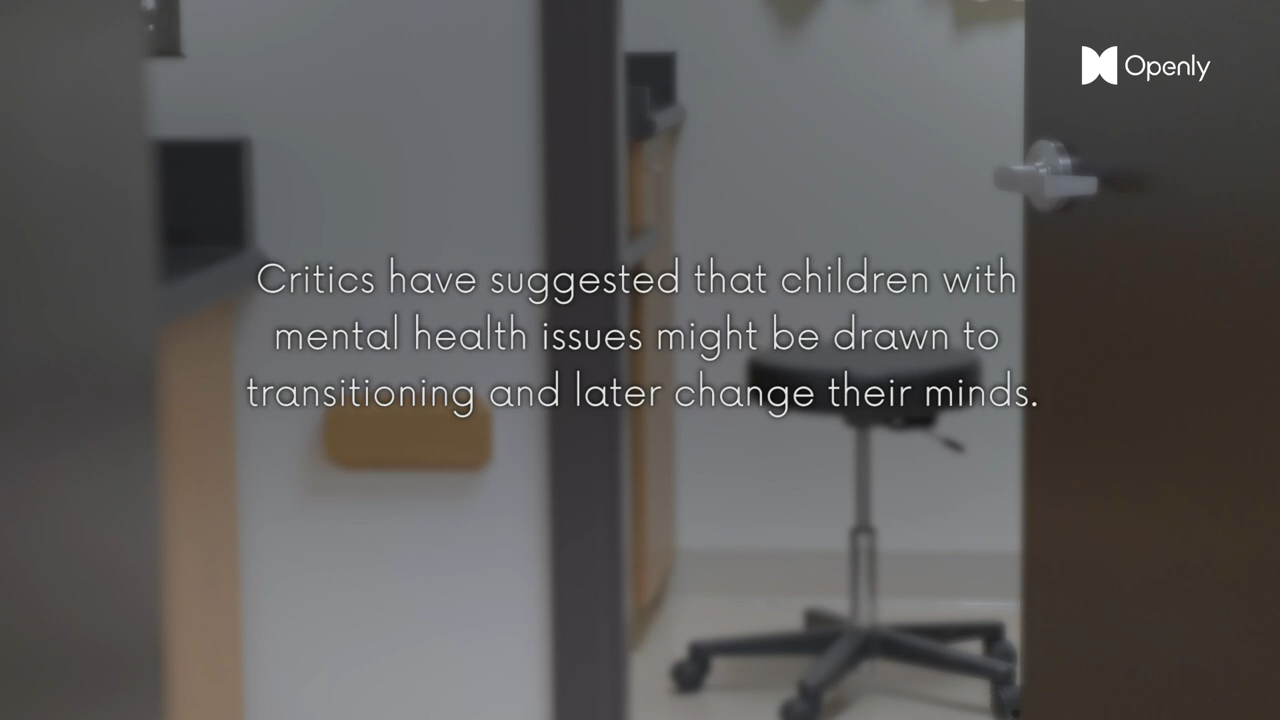 Openly
Critics have suggested that children with
mental health issues might be drawn to
transitioning and later change their minds.